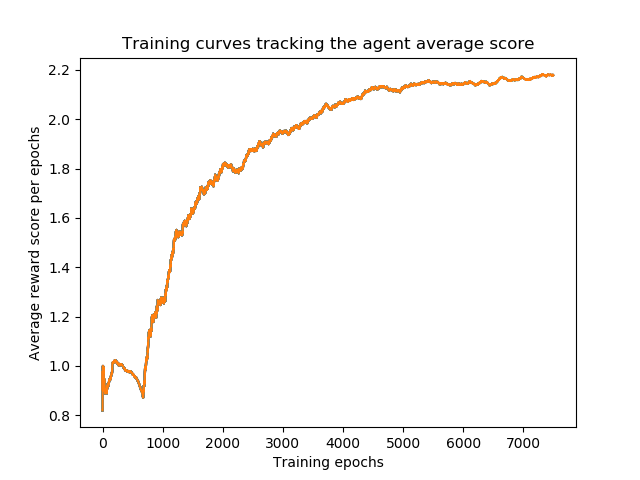 Training curves tracking the agent average score
2.2
2.0
1.8
1.6
1.4
1.2
1.0
0.8
Average reward score per epochs
0 1000 2000 3000 4000 5000 6000 7000
Training epochs